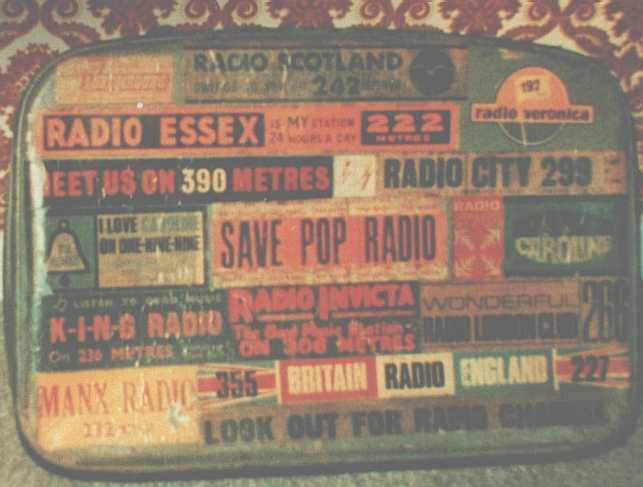 RADIO SCOTLAND
242
192
radio veronica
RADIO ESSEX
IS MY STATION
24 HOURS A DAY
222
METRES
MEET US ON 390 METRES
RADIO CITY 299
I LOVE CAROLINE
ON ONE-NINE-NINE
SAVE POP RADIO
RADIO
CAROLINE
K-I-N-G RADIO
On 236 METRES
RADIO INVICTA
The Best Music Station
ON 306 METRES
WONDERFUL
RADIO LONDON CLUB
266
MANX RADIO
232
355
BRITAIN
RADIO
ENGLAND
227
LOOK OUT FOR RADIO CHANNEL